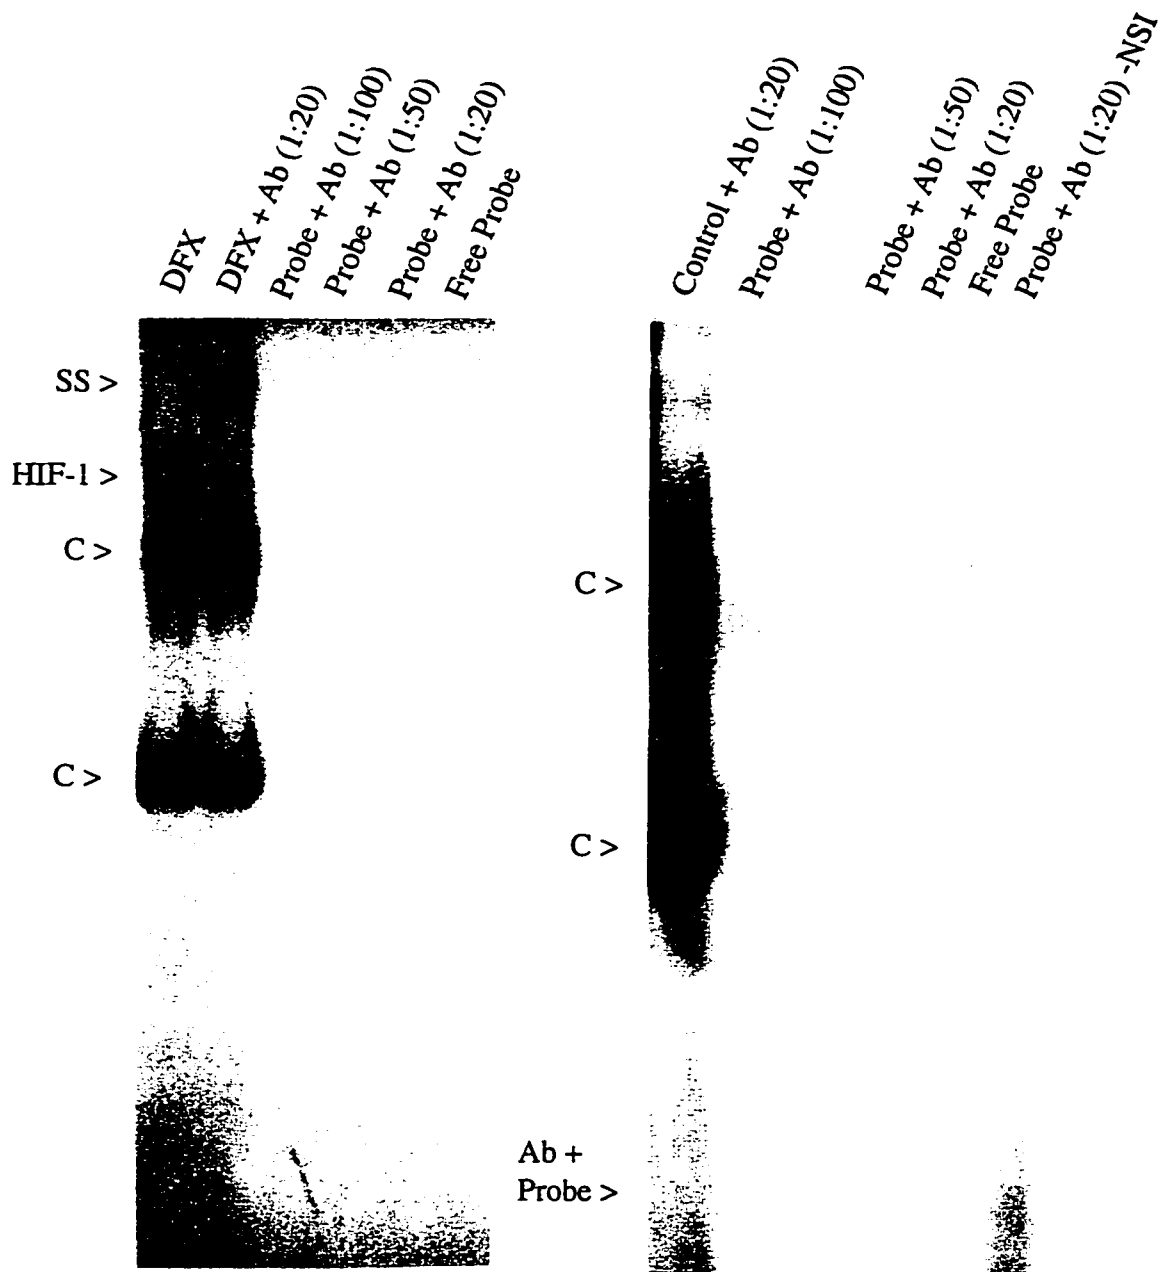 DFX
DFX + Ab (1:20)
Probe + Ab (1:100)
Probe + Ab (1:50)
Probe + Ab (1:20)
Free Probe
SS >
HIF-1 >
C >
C >
Control + Ab (1:20)
Probe + Ab (1:100)
Probe + Ab (1:50)
Probe + Ab (1:20)
Free Probe
Probe + Ab (1:20) -NSI
C >
C >
Ab +
Probe >